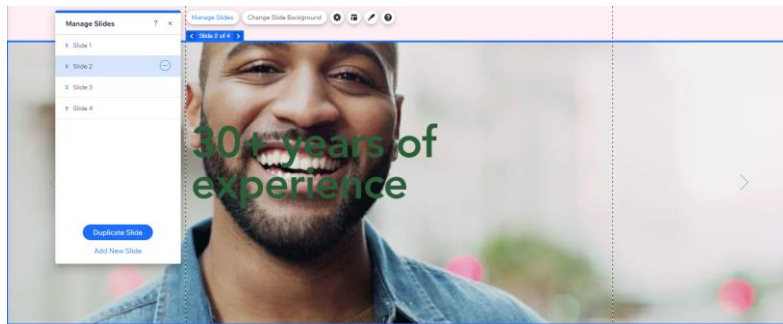 Manage Slides ? ×
Manage Slides Change Slide Background ?
< Slide 2 of 4 >
Slide 1
Slide 2
Slide 3
Slide 4
30+ years of
experience
Duplicate Slide
Add New Slide